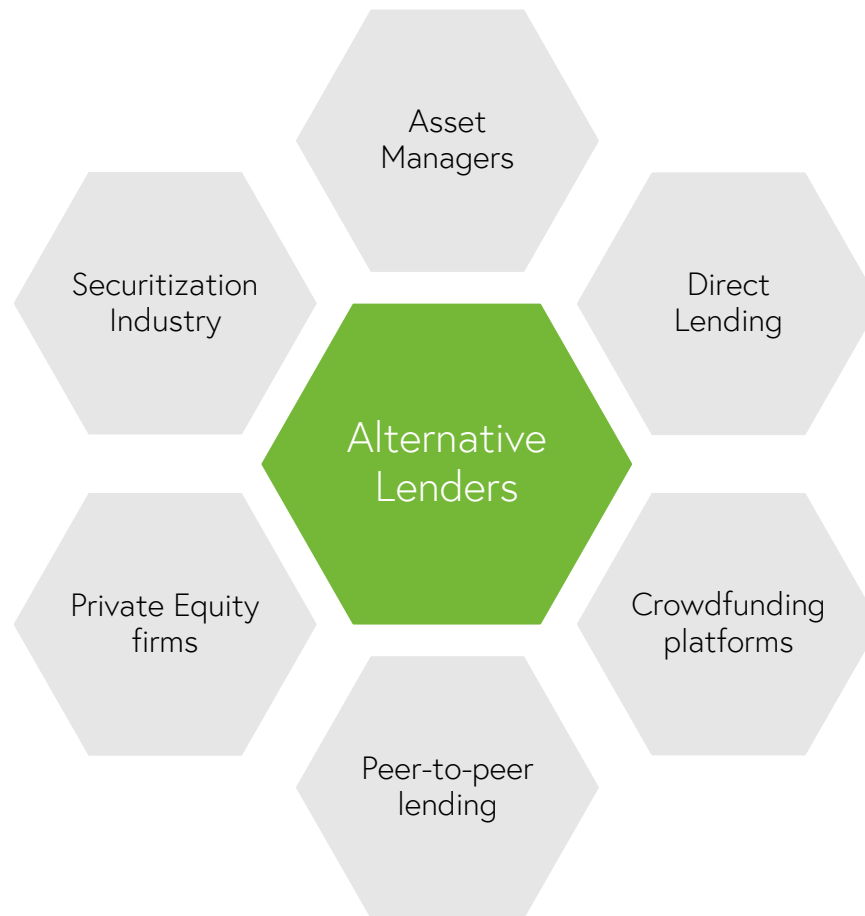 Asset
Managers
Securitization
Industry
Direct
Lending
Alternative
Lenders
Private Equity
firms
Crowdfunding
platforms
Peer-to-peer
lending